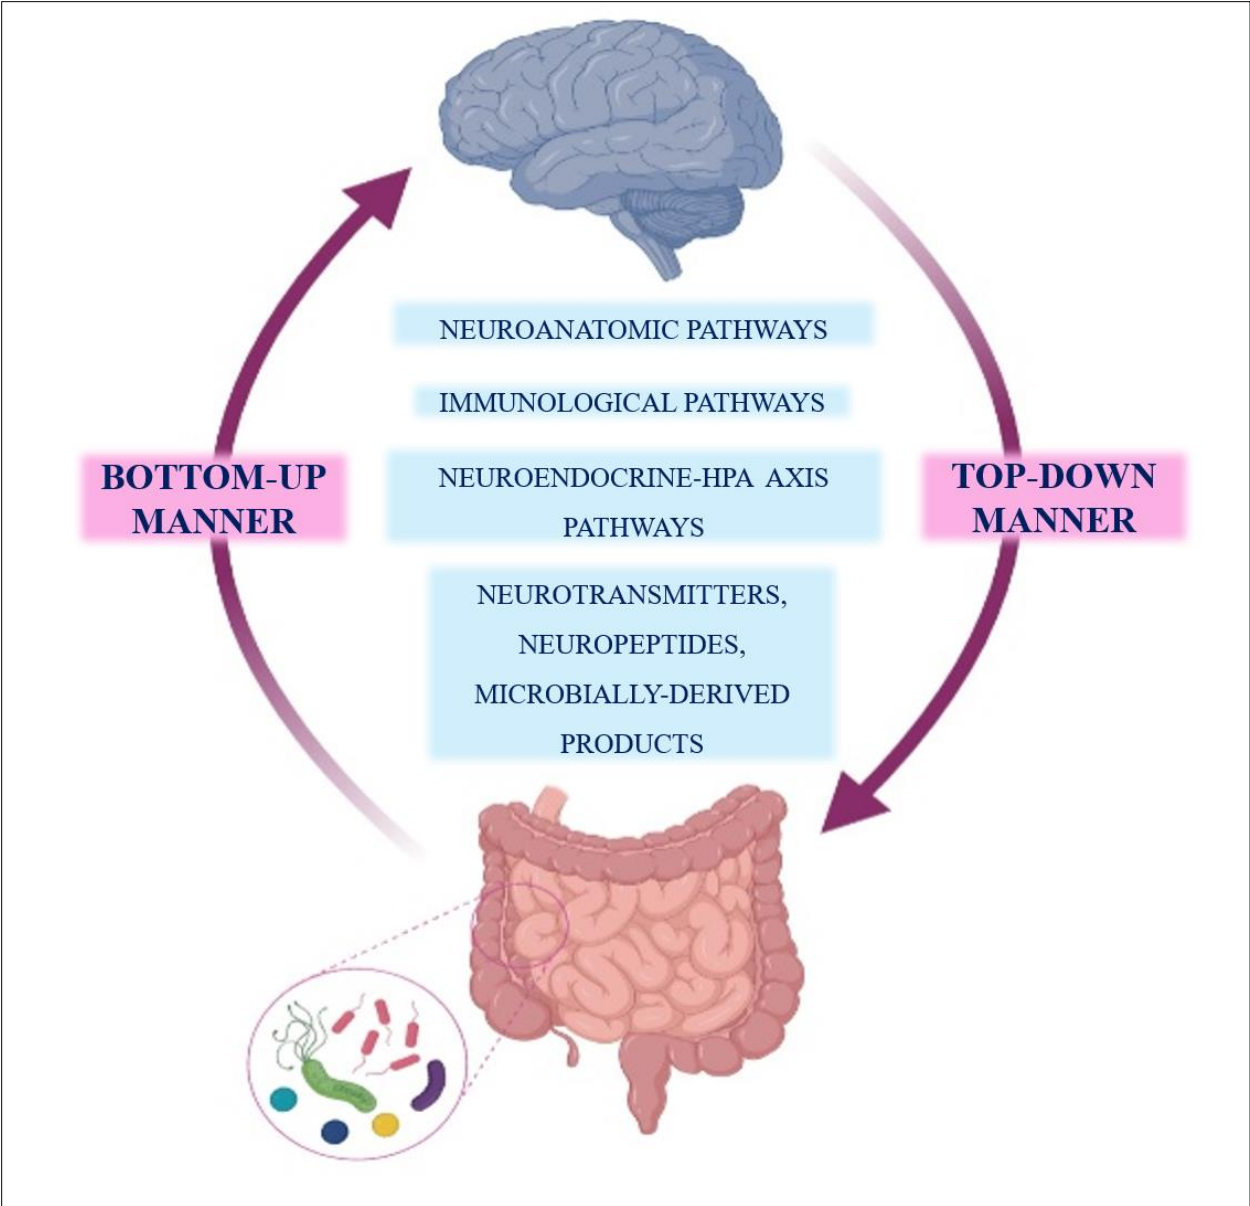 NEUROANATOMIC PATHWAYS
IMMUNOLOGICAL PATHWAYS
BOTTOM-UP
MANNER
NEUROENDOCRINE-HPA AXIS
PATHWAYS
TOP-DOWN
MANNER
NEUROTRANSMITTERS,
NEUROPEPTIDES,
MICROBIALLY-DERIVED
PRODUCTS